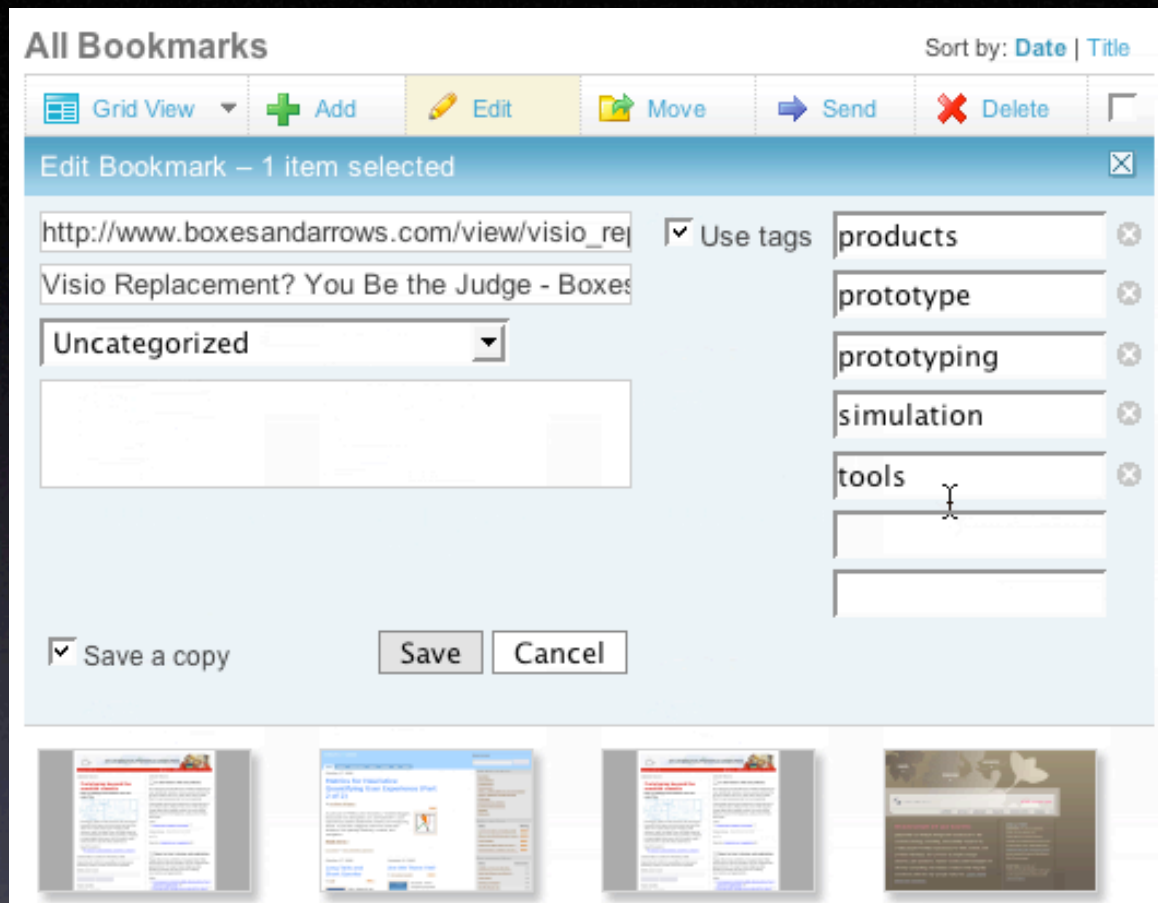 All Bookmarks
Sort by: Date | Title
Grid View Add Edit Move Send Delete
Edit Bookmark – 1 item selected
http://www.boxesandarrows.com/view/visio_rep
Visio Replacement? You Be the Judge - Boxes
Uncategorized
Use tags
products
prototype
prototyping
simulation
tools
Save a copy
Save Cancel